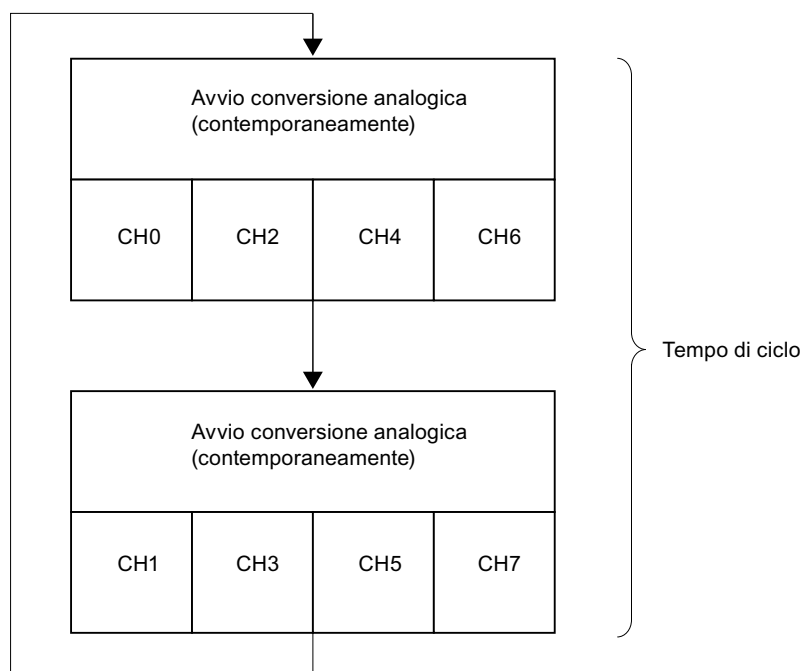 Avvio conversione analogica
(contemporaneamente)
CH0 CH2 CH4 CH6
Tempo di ciclo
Avvio conversione analogica
(contemporaneamente)
CH1 CH3 CH5 CH7